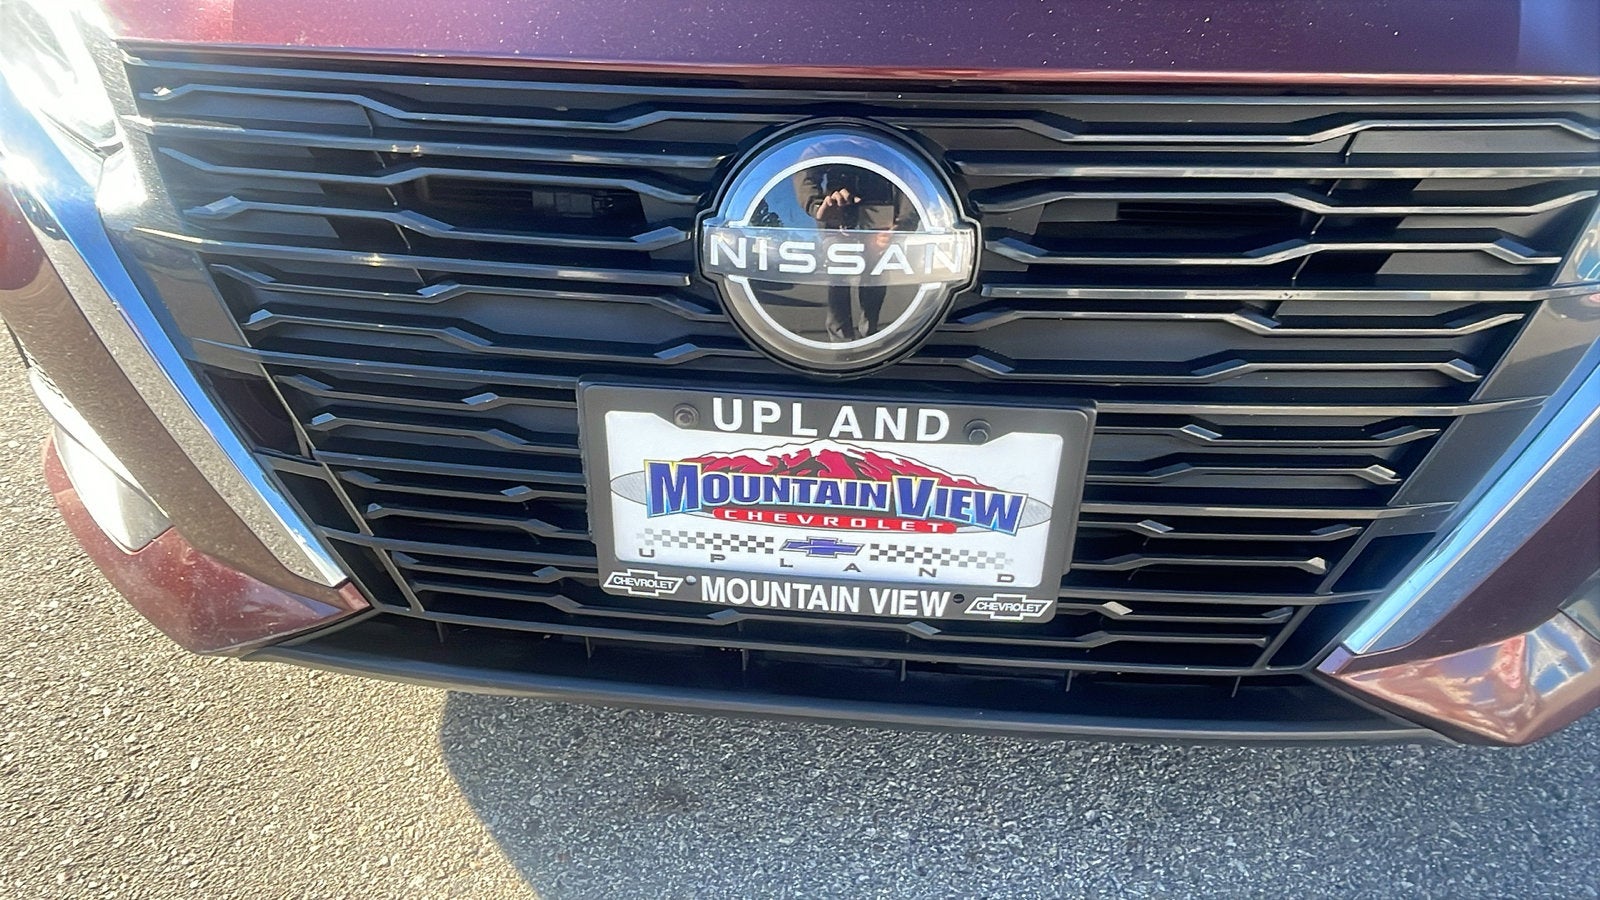 NISSAN
UPLAND
MOUNTAIN VIEW
CHEVROLET
UPLAND
CHEVROLET MOUNTAIN VIEW CHEVROLET